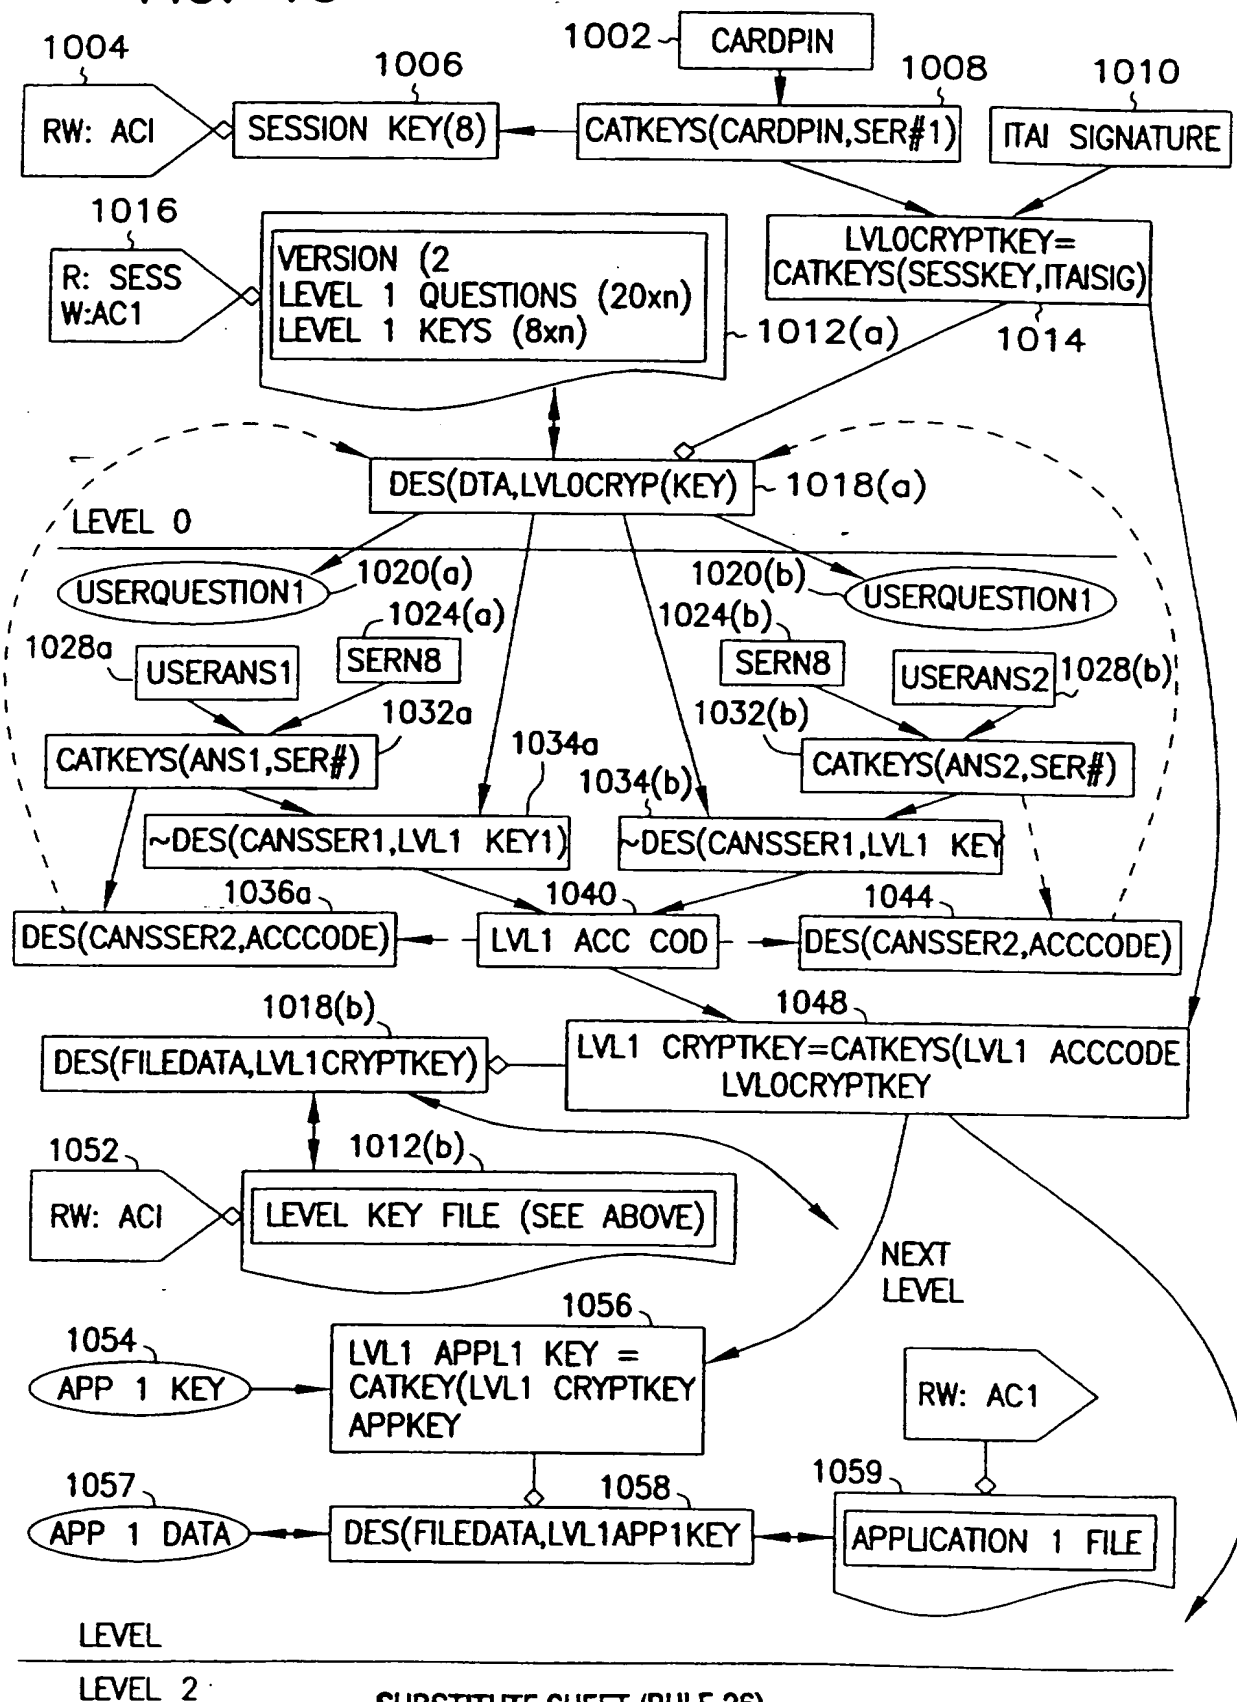 1002
CARDPIN
1004
1006
1008
1010
RW: ACI
SESSION KEY(8)
CATKEYS(CARDPIN,SER#1)
ITAI SIGNATURE
1016
R: SESS
W:AC1
VERSION (2
LEVEL 1 QUESTIONS (20xn)
LEVEL 1 KEYS (8xn)
1012(a)
LVLOCRYPTKEY=
CATKEYS(SESSKEY,ITAISIG)
1014
DES(DTA,LVLOCRYP(KEY)
1018(a)
LEVEL 0
USERQUESTION1
1020(a)
1020(b)
USERQUESTION1
1024(a)
1024(b)
1028a
USERANS1
SERN8
SERN8
USERANS2
1028(b)
1032a
1032(b)
CATKEYS(ANS1,SER#)
1034a
1034(b)
CATKEYS(ANS2,SER#)
~DES(CANSSER1,LVL1 KEY1)
~DES(CANSSER1,LVL1 KEY
1036a
1040
1044
DES(CANSSER2,ACCCODE)
LVL1 ACC COD
DES(CANSSER2,ACCCODE)
1018(b)
1048
DES(FILEDATA,LVL1CRYPTKEY)
LVL1 CRYPTKEY=CATKEYS(LVL1 ACCCODE
LVLOCRYPTKEY
1052
1012(b)
RW: ACI
LEVEL KEY FILE (SEE ABOVE)
NEXT
LEVEL
1054
1056
APP 1 KEY
LVL1 APPL1 KEY =
CATKEY(LVL1 CRYPTKEY
APPKEY
RW: AC1
1057
1058
1059
APP 1 DATA
DES(FILEDATA,LVL1APP1KEY
APPLICATION 1 FILE
LEVEL
LEVEL 2